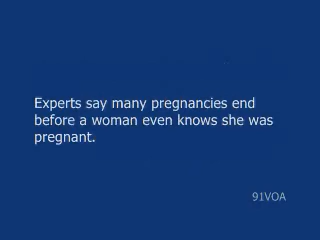 Experts say many pregnancies end
before a woman even knows she was
pregnant.
91VOA